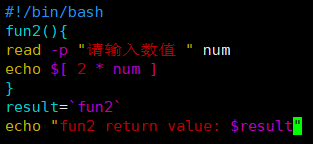 #!/bin/bash
fun2(){
read -p "请输入数值 " num
echo $[ 2 * num ]
}
result=`fun2`
echo "fun2 return value: $result"